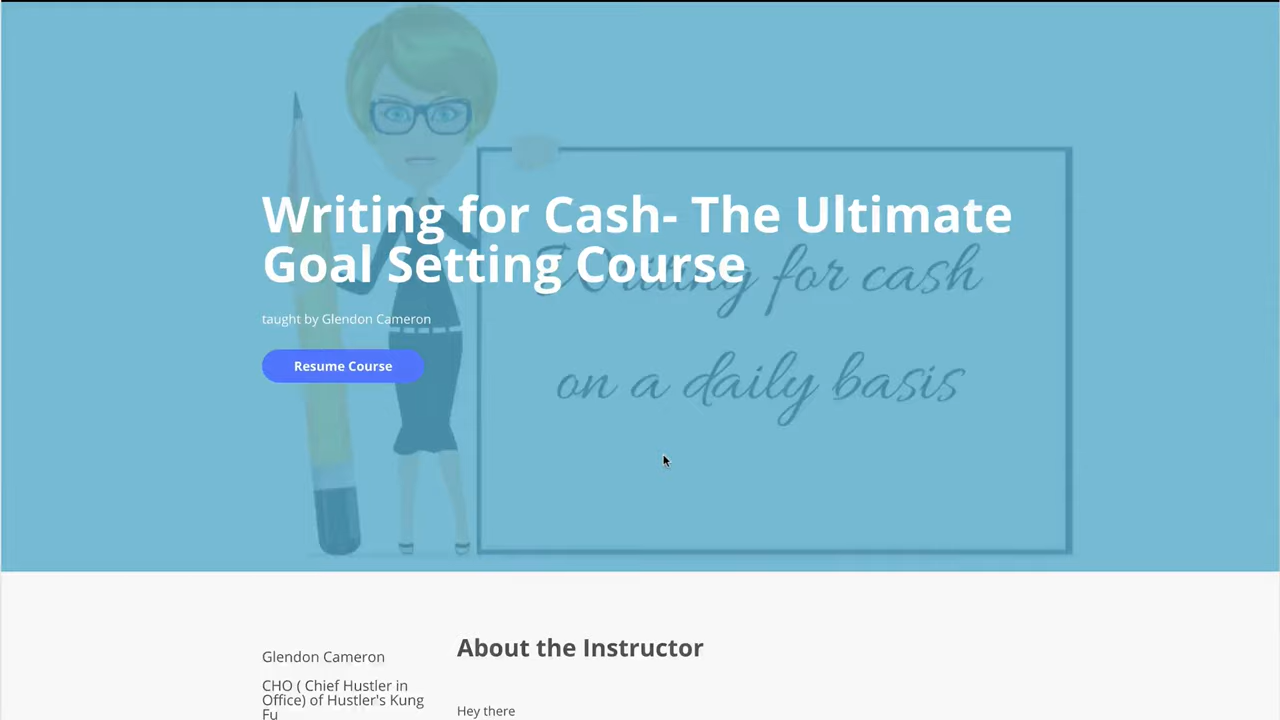 Writing for Cash- The Ultimate
Goal Setting Course
Writing for cash
on a daily basis
taught by Glendon Cameron
Resume Course
Glendon Cameron
CHO ( Chief Hustler in
Office) of Hustler's Kung
Fu
About the Instructor
Hey there